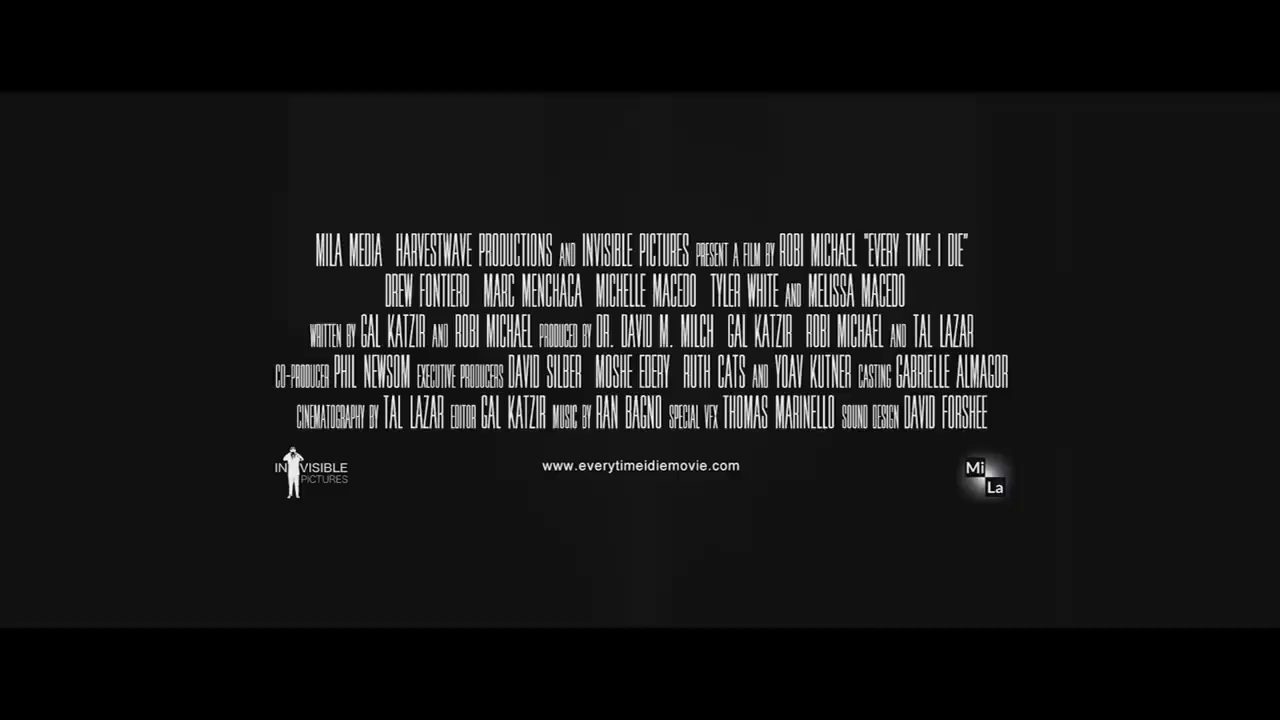 MILA MEDIA HARVESTWAVE PRODUCTIONS AND INVISIBLE PICTURES PRESENT A FILM BY ROBI MICHAEL "EVERY TIME I DIE"
DREW FONTIERO MARC MENCHACA MICHELLE MACEDO TYLER WHITE AND MELISSA MACEDO
WRITTEN BY GAL KATZIR AND ROBI MICHAEL PRODUCED BY DR. DAVID M. MILCH GAL KATZIR ROBI MICHAEL AND TAL LAZAR
CO-PRODUCER PHIL NEWSOM EXECUTIVE PRODUCERS DAVID SILBER MOSHE EDERY RUTH CATS AND YOAV KUTNER CASTING GABRIELLE ALMAGOR
CINEMATOGRAPHY BY TAL LAZAR EDITOR GAL KATZIR MUSIC BY RAN BAGNO SPECIAL VFX THOMAS MARINELLO SOUND DESIGN DAVID FORSHEE
INVISIBLE
PICTURES
www.everytimeidiemovie.com
Mi
La